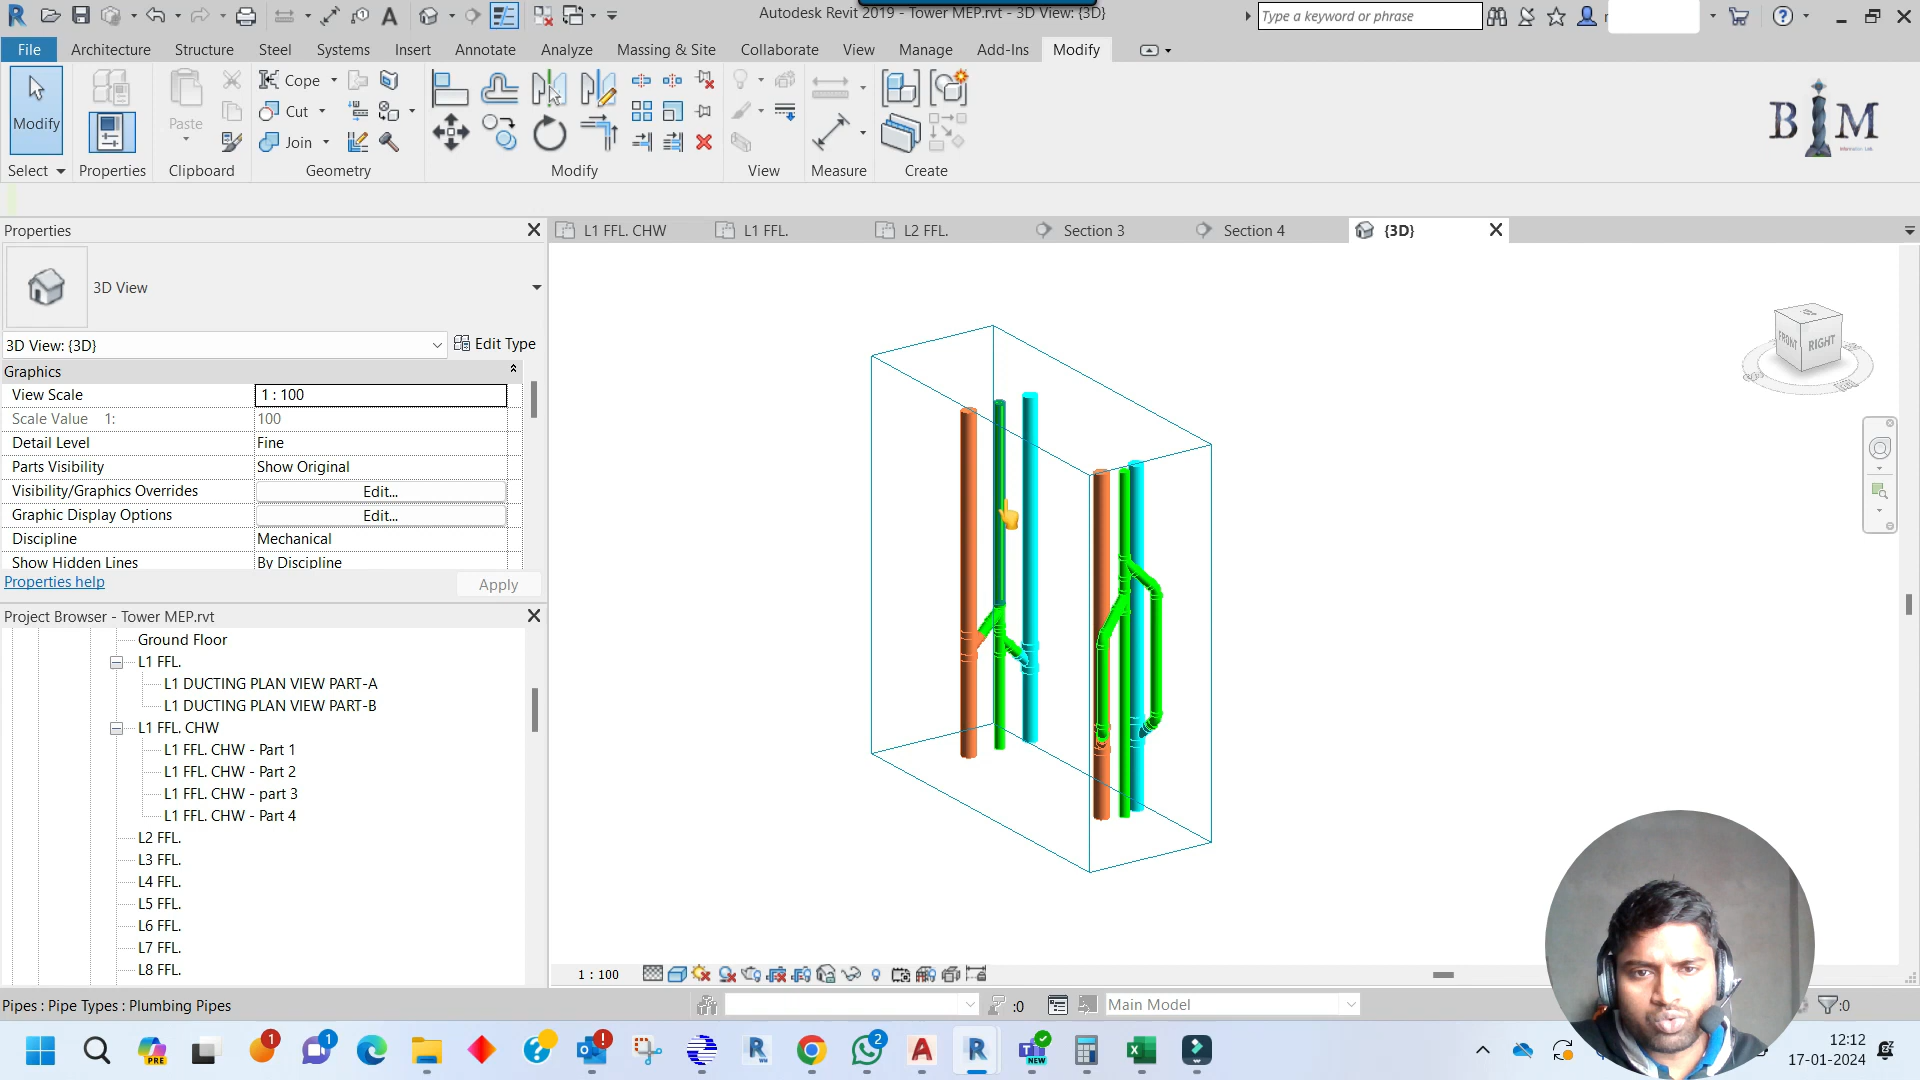 Autodesk Revit 2019 - Tower MEP.rvt - 3D View: {3D}
Type a keyword or phrase
File
Architecture
Structure
Steel
Systems
Insert
Annotate
Analyze
Massing & Site
Collaborate
View
Manage
Add-Ins
Modify
Modify
Select
Properties
Paste
Clipboard
Cope
Cut
Join
Geometry
Modify
View
Measure
Create
BIM
Properties
3D View
3D View: {3D}
Edit Type
Graphics
View Scale
1 : 100
Scale Value 1:
100
Detail Level
Fine
Parts Visibility
Show Original
Visibility/Graphics Overrides
Edit...
Graphic Display Options
Edit...
Discipline
Mechanical
Show Hidden Lines
By Discipline
Properties help
Apply
Project Browser - Tower MEP.rvt
Ground Floor
L1 FFL.
L1 DUCTING PLAN VIEW PART-A
L1 DUCTING PLAN VIEW PART-B
L1 FFL. CHW
L1 FFL. CHW - Part 1
L1 FFL. CHW - Part 2
L1 FFL. CHW - part 3
L1 FFL. CHW - Part 4
L2 FFL.
L3 FFL.
L4 FFL.
L5 FFL.
L6 FFL.
L7 FFL.
L8 FFL.
L1 FFL. CHW
L1 FFL.
L2 FFL.
Section 3
Section 4
{3D}
FRONT
RIGHT
1 : 100
Pipes : Pipe Types : Plumbing Pipes
:0
Main Model
:0
PRE
1
1
2
NEW
12:12
17-01-2024